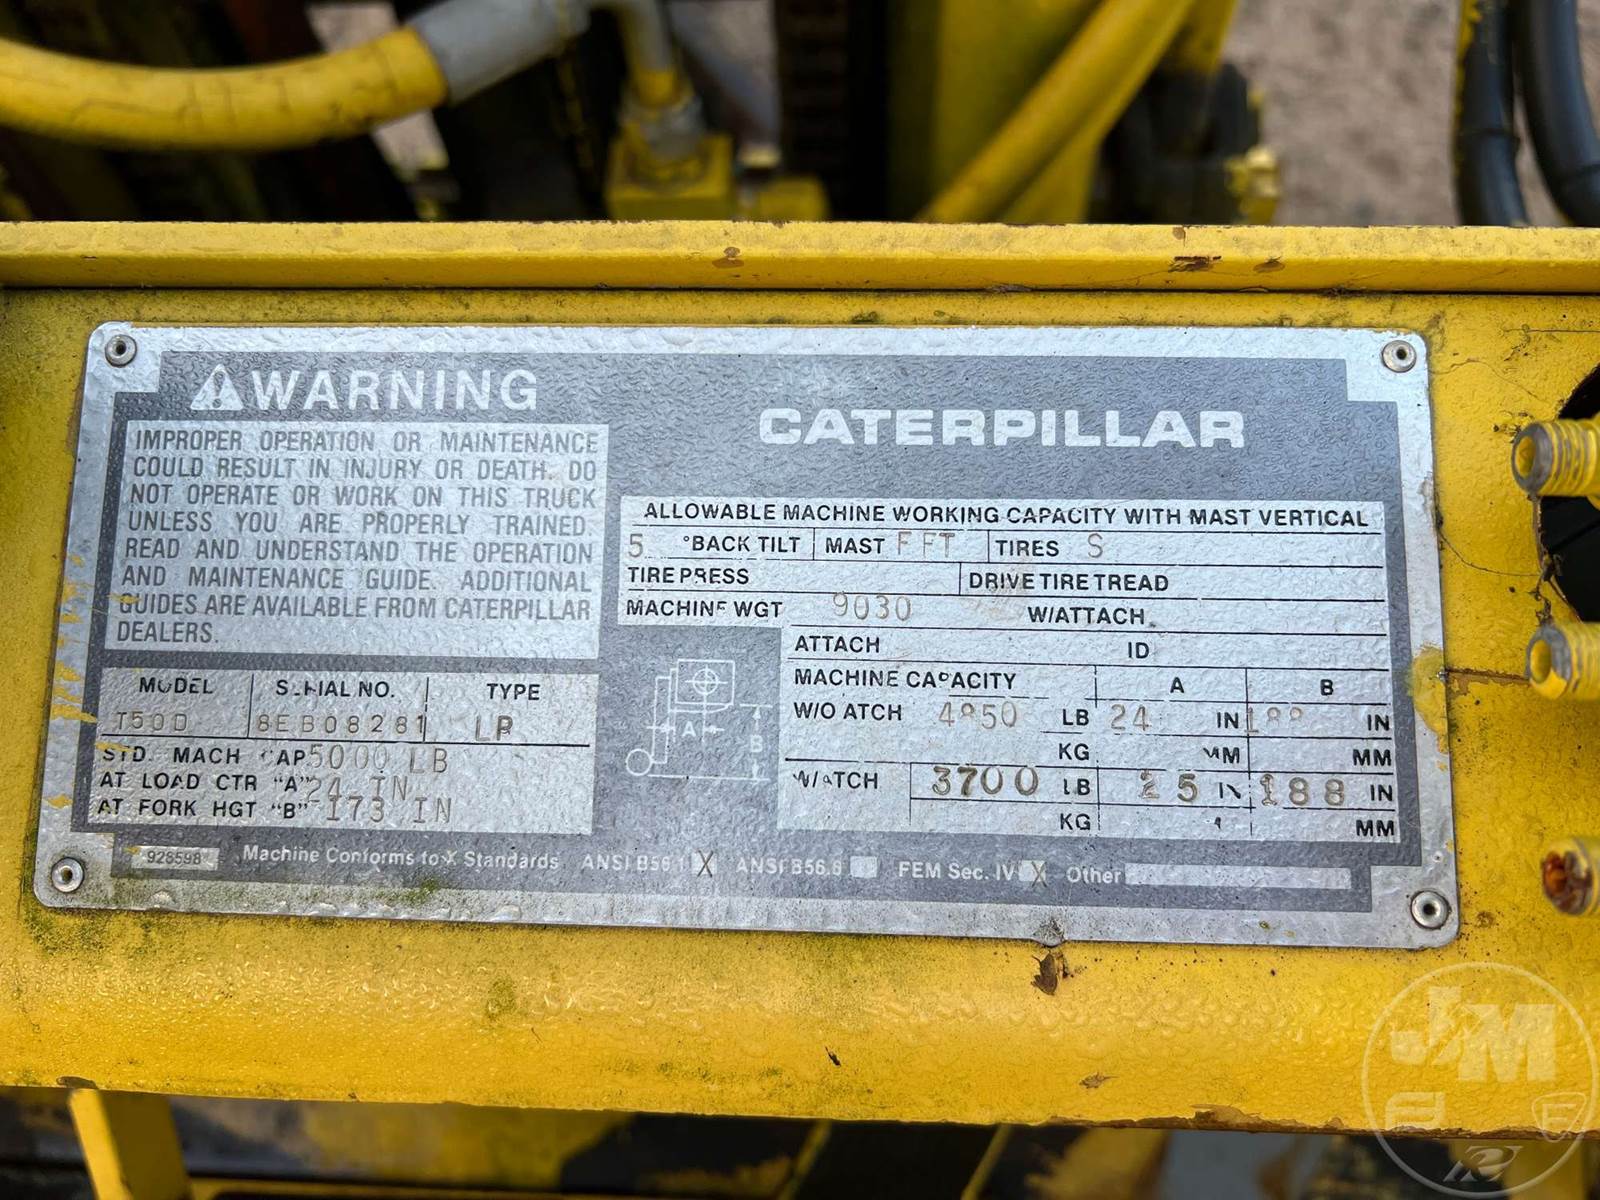 WARNING
IMPROPER OPERATION OR MAINTENANCE
COULD RESULT IN INJURY OR DEATH. DO
NOT OPERATE OR WORK ON THIS TRUCK
UNLESS YOU ARE PROPERLY TRAINED.
READ AND UNDERSTAND THE OPERATION
AND MAINTENANCE GUIDE. ADDITIONAL
GUIDES ARE AVAILABLE FROM CATERPILLAR
DEALERS.
MODEL SERIAL NO. TYPE
T50D 8EB08281 LP
STD. MACH CAP 5000 LB
AT LOAD CTR "A" 24 IN
AT FORK HGT "B" 173 IN
CATERPILLAR
ALLOWABLE MACHINE WORKING CAPACITY WITH MAST VERTICAL
5 °BACK TILT MAST FFT TIRES S
TIRE PRESS DRIVE TIRE TREAD
MACHINE WGT 9030 W/ATTACH.
ATTACH ID
MACHINE CAPACITY A B
W/O ATCH 4850 LB 24 IN 188 IN
KG MM MM
W/ATCH 3700 LB 25 IN 188 IN
KG MM
A
B
Machine Conforms to X Standards ANSI B56.1 X ANSI B56.6 FEM Sec. IV X Other
JM